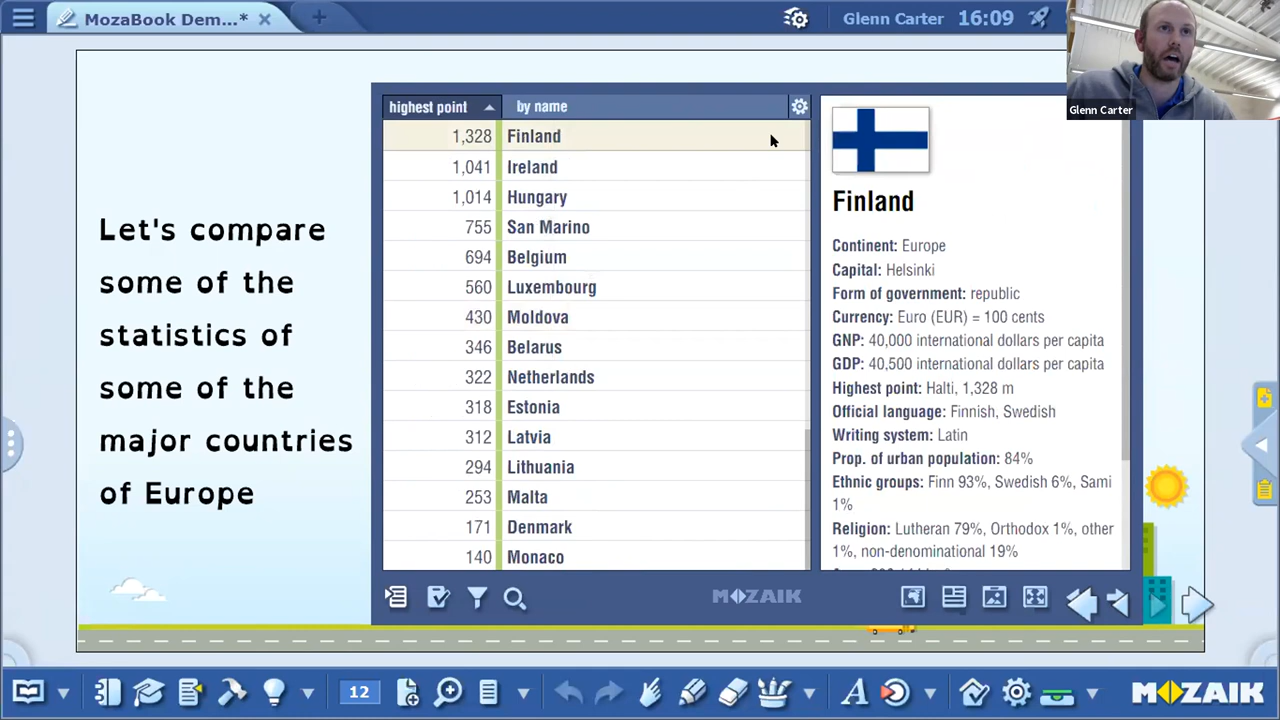 MozaBook Dem...*
Glenn Carter 16:09
Glenn Carter
Let's compare
some of the
statistics of
some of the
major countries
of Europe
highest point by name
1,328 Finland
1,041 Ireland
1,014 Hungary
755 San Marino
694 Belgium
560 Luxembourg
430 Moldova
346 Belarus
322 Netherlands
318 Estonia
312 Latvia
294 Lithuania
253 Malta
171 Denmark
140 Monaco
Finland
Continent: Europe
Capital: Helsinki
Form of government: republic
Currency: Euro (EUR) = 100 cents
GNP: 40,000 international dollars per capita
GDP: 40,500 international dollars per capita
Highest point: Halti, 1,328 m
Official language: Finnish, Swedish
Writing system: Latin
Prop. of urban population: 84%
Ethnic groups: Finn 93%, Swedish 6%, Sami
1%
Religion: Lutheran 79%, Orthodox 1%, other
1%, non-denominational 19%
MOZAIK
12
A
MOZAIK